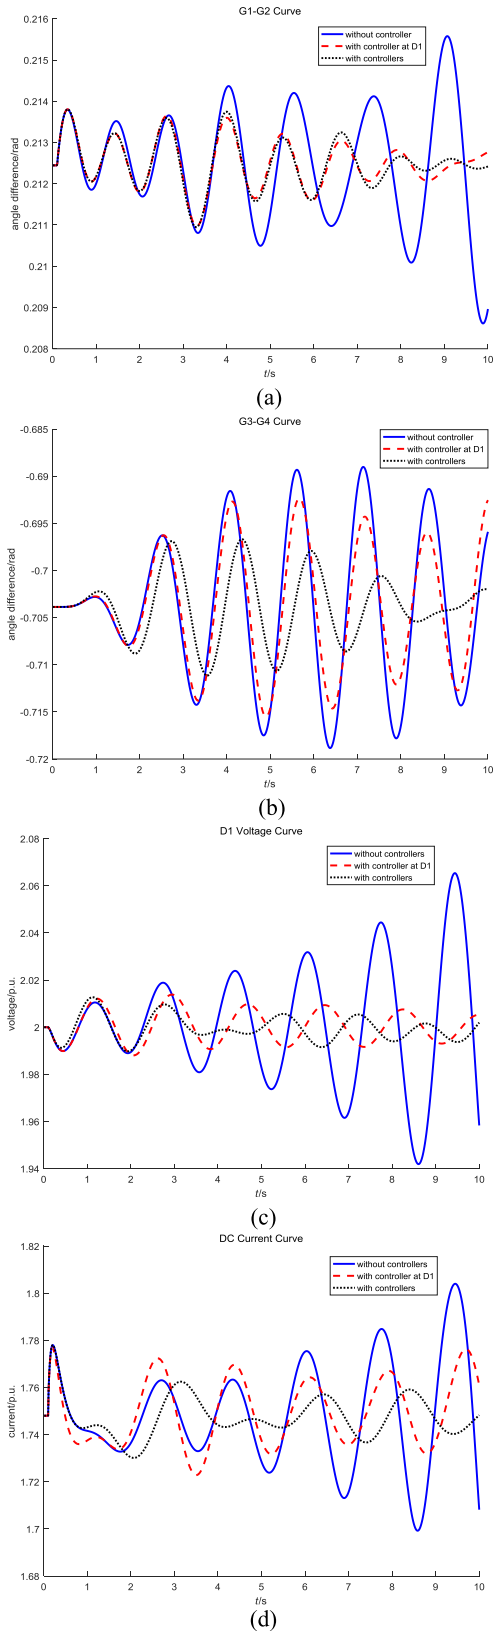 G1-G2 Curve
0.216
0.215
0.214
0.213
0.212
0.211
0.21
0.209
0.208
angle difference/rad
without controller
with controller at D1
with controllers
0 1 2 3 4 5 6 7 8 9 10
t/s
(a)
G3-G4 Curve
-0.685
-0.69
-0.695
-0.7
-0.705
-0.71
-0.715
-0.72
angle difference/rad
without controller
with controller at D1
with controllers
0 1 2 3 4 5 6 7 8 9 10
t/s
(b)
D1 Voltage Curve
2.08
2.06
2.04
2.02
2
1.98
1.96
1.94
voltage/p.u.
without controllers
with controller at D1
with controllers
0 1 2 3 4 5 6 7 8 9 10
t/s
(c)
DC Current Curve
1.82
1.8
1.78
1.76
1.74
1.72
1.7
1.68
current/p.u.
without controllers
with controller at D1
with controllers
0 1 2 3 4 5 6 7 8 9 10
t/s
(d)